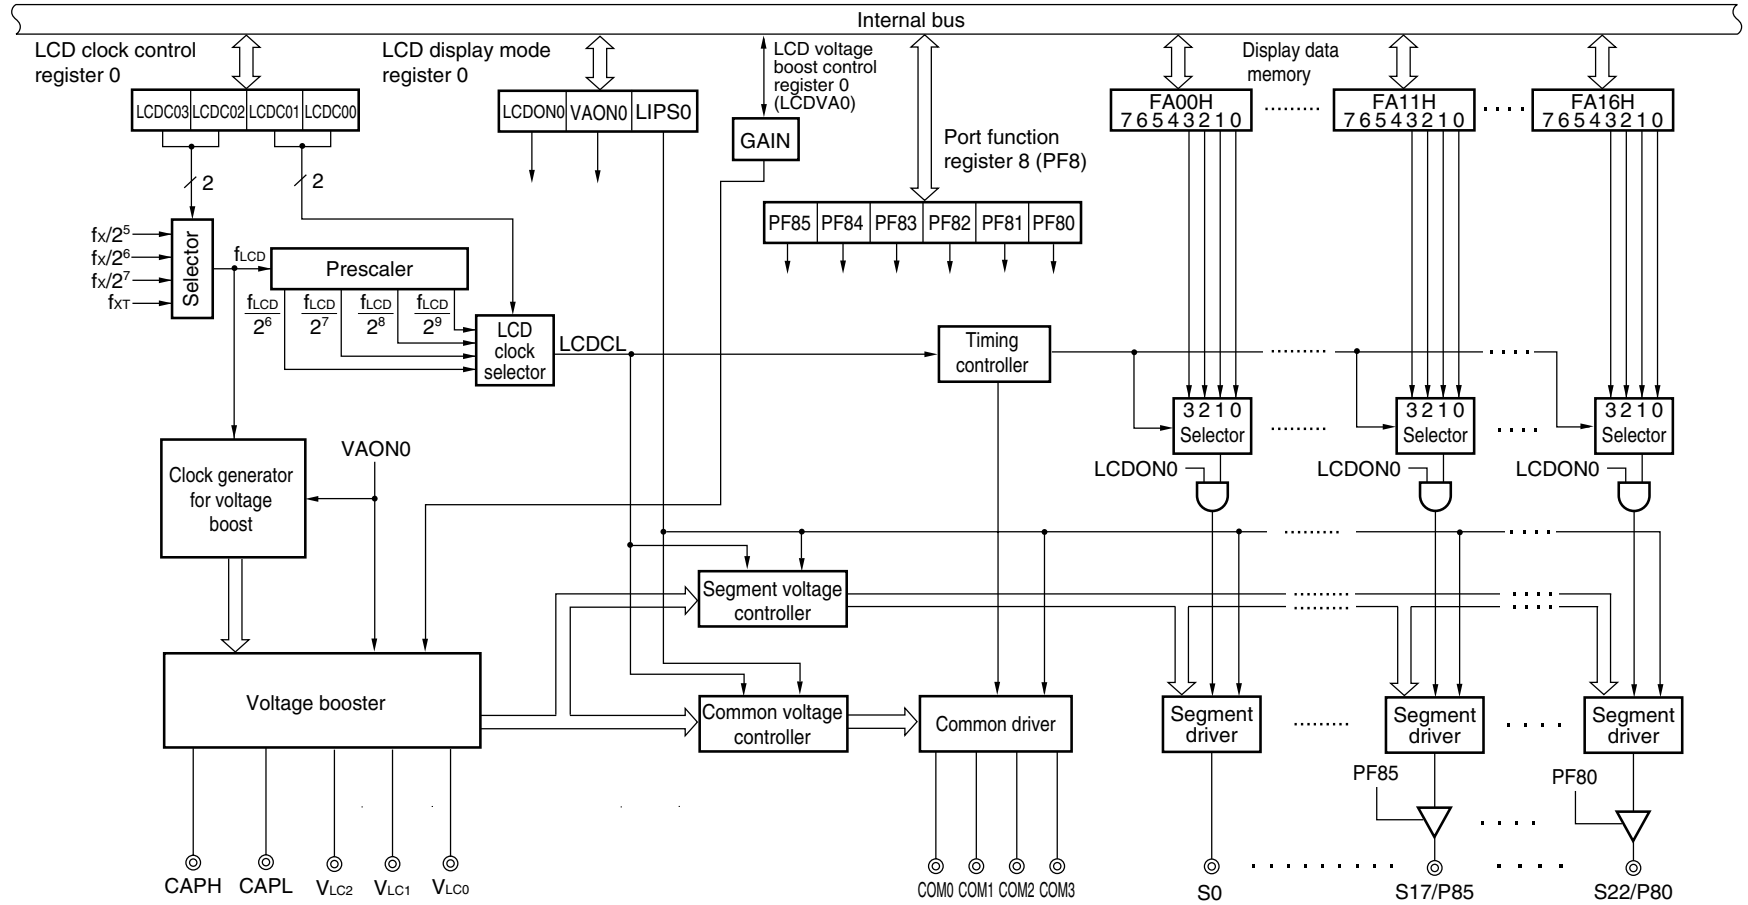 Internal bus
LCD clock control
register 0
LCD display mode
register 0
LCD voltage
boost control
register 0
(LCDVA0)
Display data
memory
LCDC03 LCDC02 LCDC01 LCDC00
LCDON0 VAON0 LIPS0
GAIN
Port function
register 8 (PF8)
FA00H
7 6 5 4 3 2 1 0
FA11H
7 6 5 4 3 2 1 0
FA16H
7 6 5 4 3 2 1 0
2
2
PF85 PF84 PF83 PF82 PF81 PF80
fX/2⁵
fX/2⁶
fX/2⁷
fXT
Selector
fLCD
Prescaler
fLCD/2⁶
fLCD/2⁷
fLCD/2⁸
fLCD/2⁹
LCD
clock
selector
LCDCL
Timing
controller
3 2 1 0
Selector
3 2 1 0
Selector
3 2 1 0
Selector
LCDON0
LCDON0
LCDON0
Clock generator
for voltage
boost
VAON0
Segment voltage
controller
Voltage booster
Common voltage
controller
Common driver
Segment
driver
Segment
driver
Segment
driver
PF85
PF80
CAPH
CAPL
VLC2
VLC1
VLC0
COM0 COM1 COM2 COM3
S0
S17/P85
S22/P80